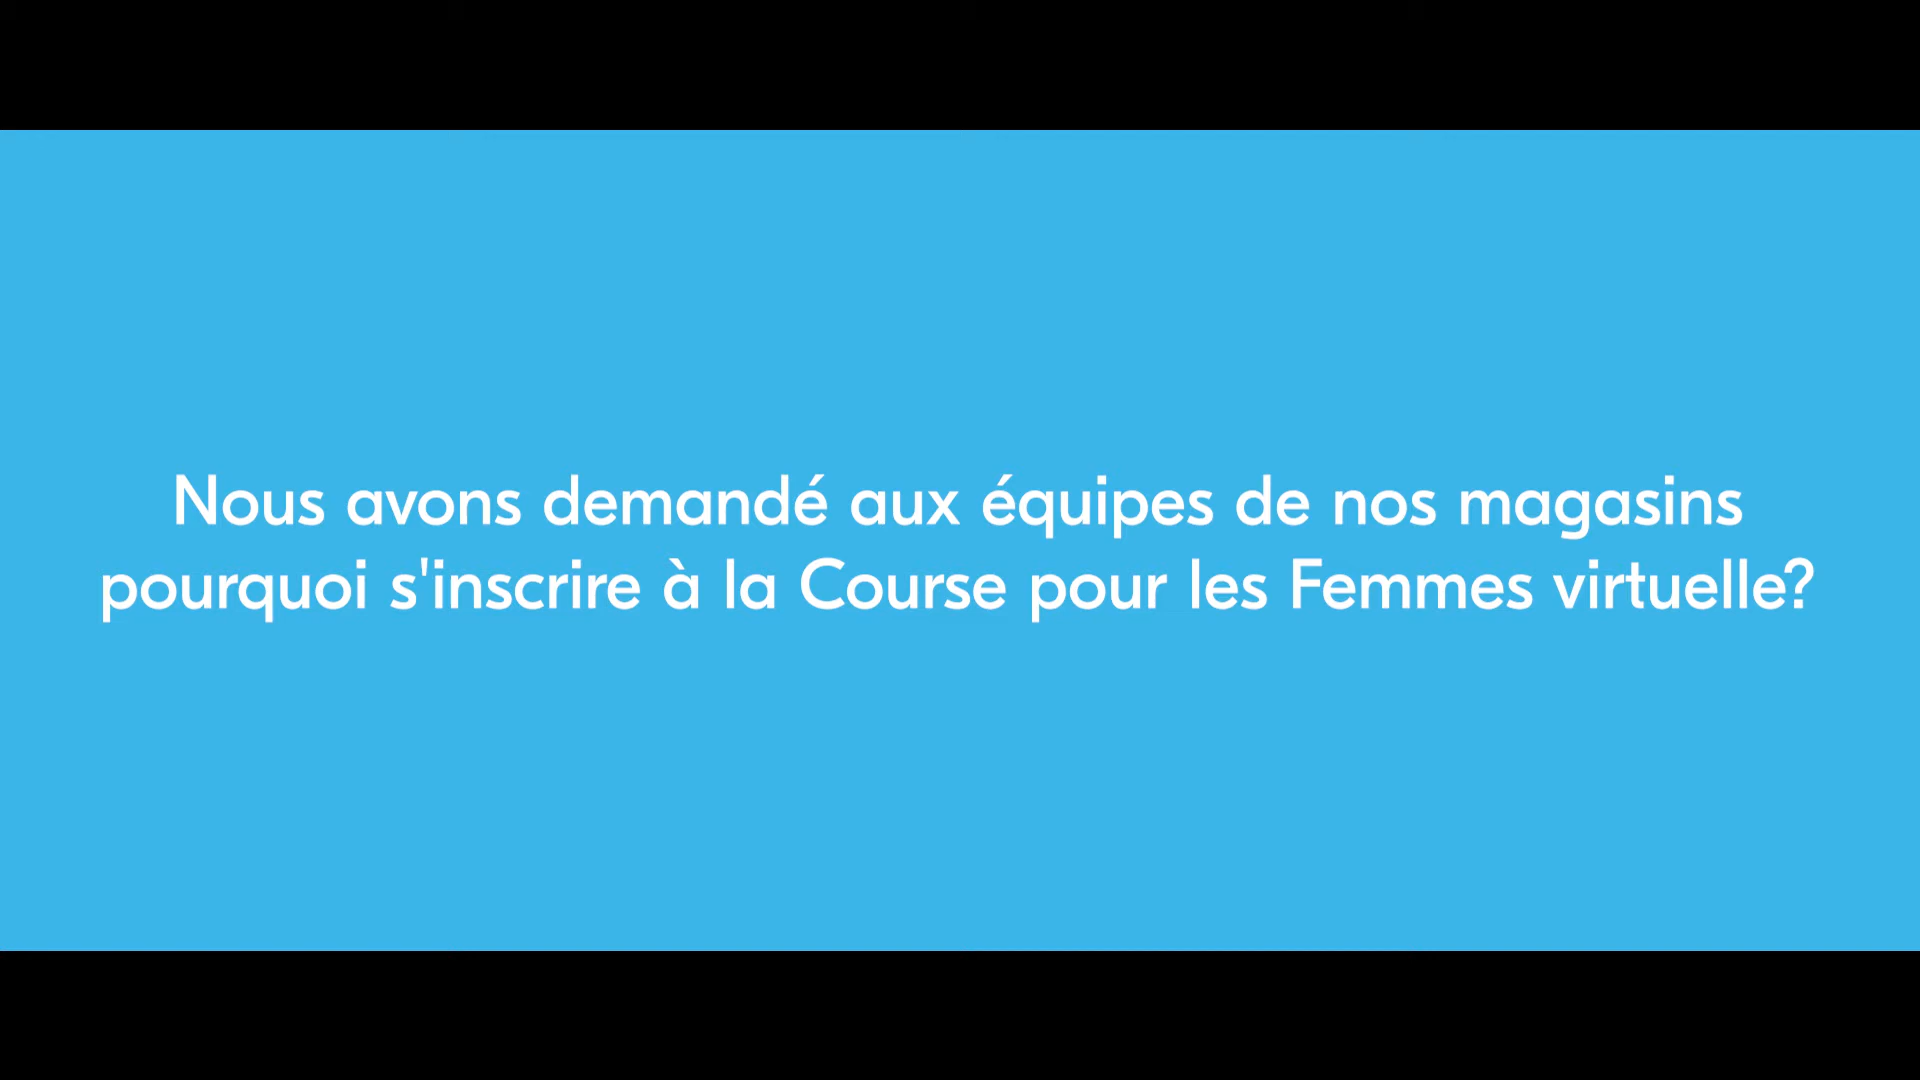 Nous avons demandé aux équipes de nos magasins
pourquoi s'inscrire à la Course pour les Femmes virtuelle?